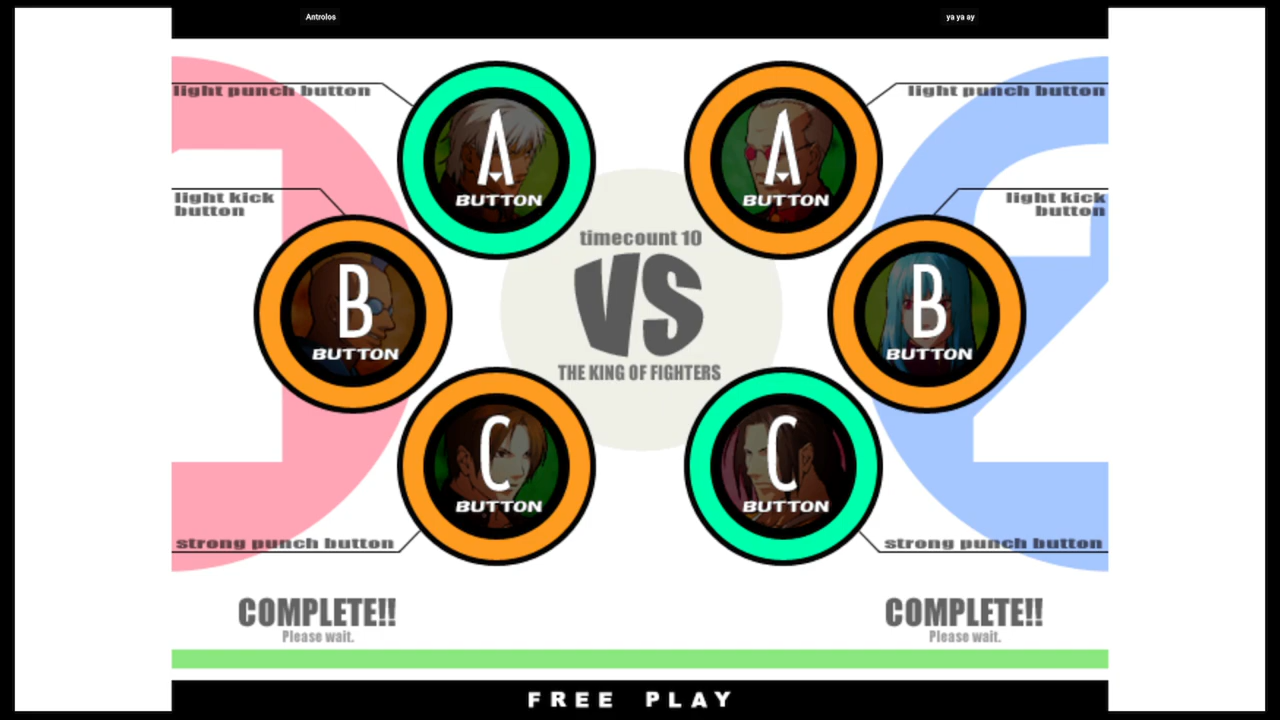 Antrolos
ya ya ay
light punch button
A
BUTTON
A
BUTTON
light punch button
light kick
button
B
BUTTON
timecount 10
VS
THE KING OF FIGHTERS
light kick
button
B
BUTTON
1
2
C
BUTTON
C
BUTTON
strong punch button
strong punch button
COMPLETE!!
Please wait.
COMPLETE!!
Please wait.
FREE PLAY